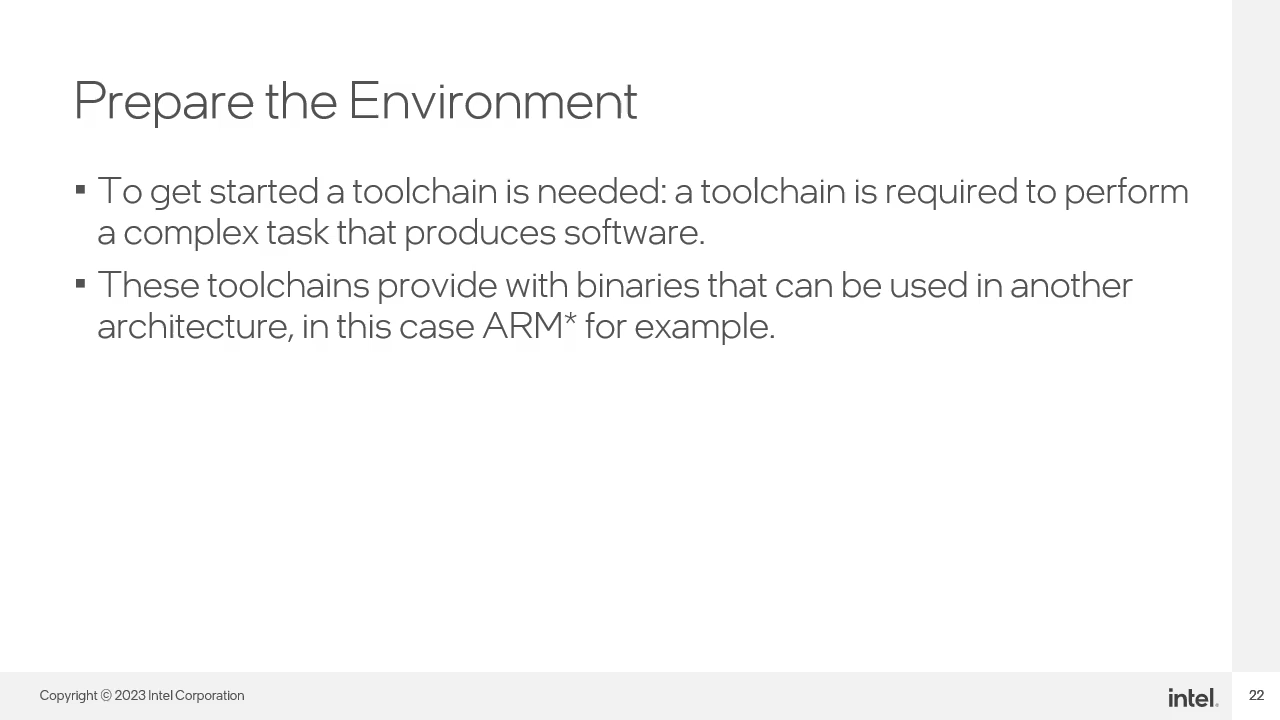 Prepare the Environment
▪ To get started a toolchain is needed: a toolchain is required to perform
a complex task that produces software.
▪ These toolchains provide with binaries that can be used in another
architecture, in this case ARM* for example.
Copyright © 2023 Intel Corporation
intel.
22